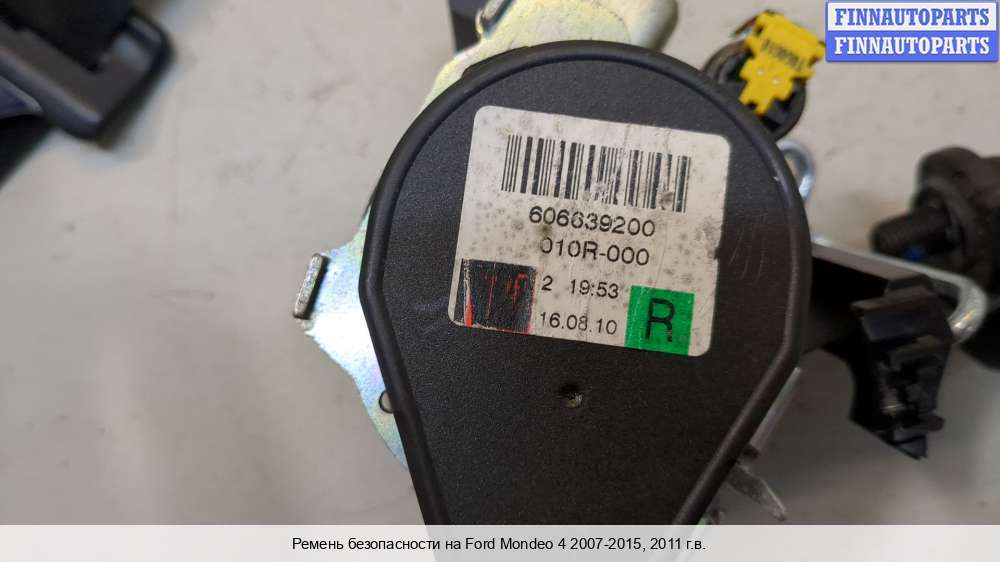 FINNAUTOPARTS
FINNAUTOPARTS
606639200
010R-000
2 19:53
16.08.10
R
Ремень безопасности на Ford Mondeo 4 2007-2015, 2011 г.в.